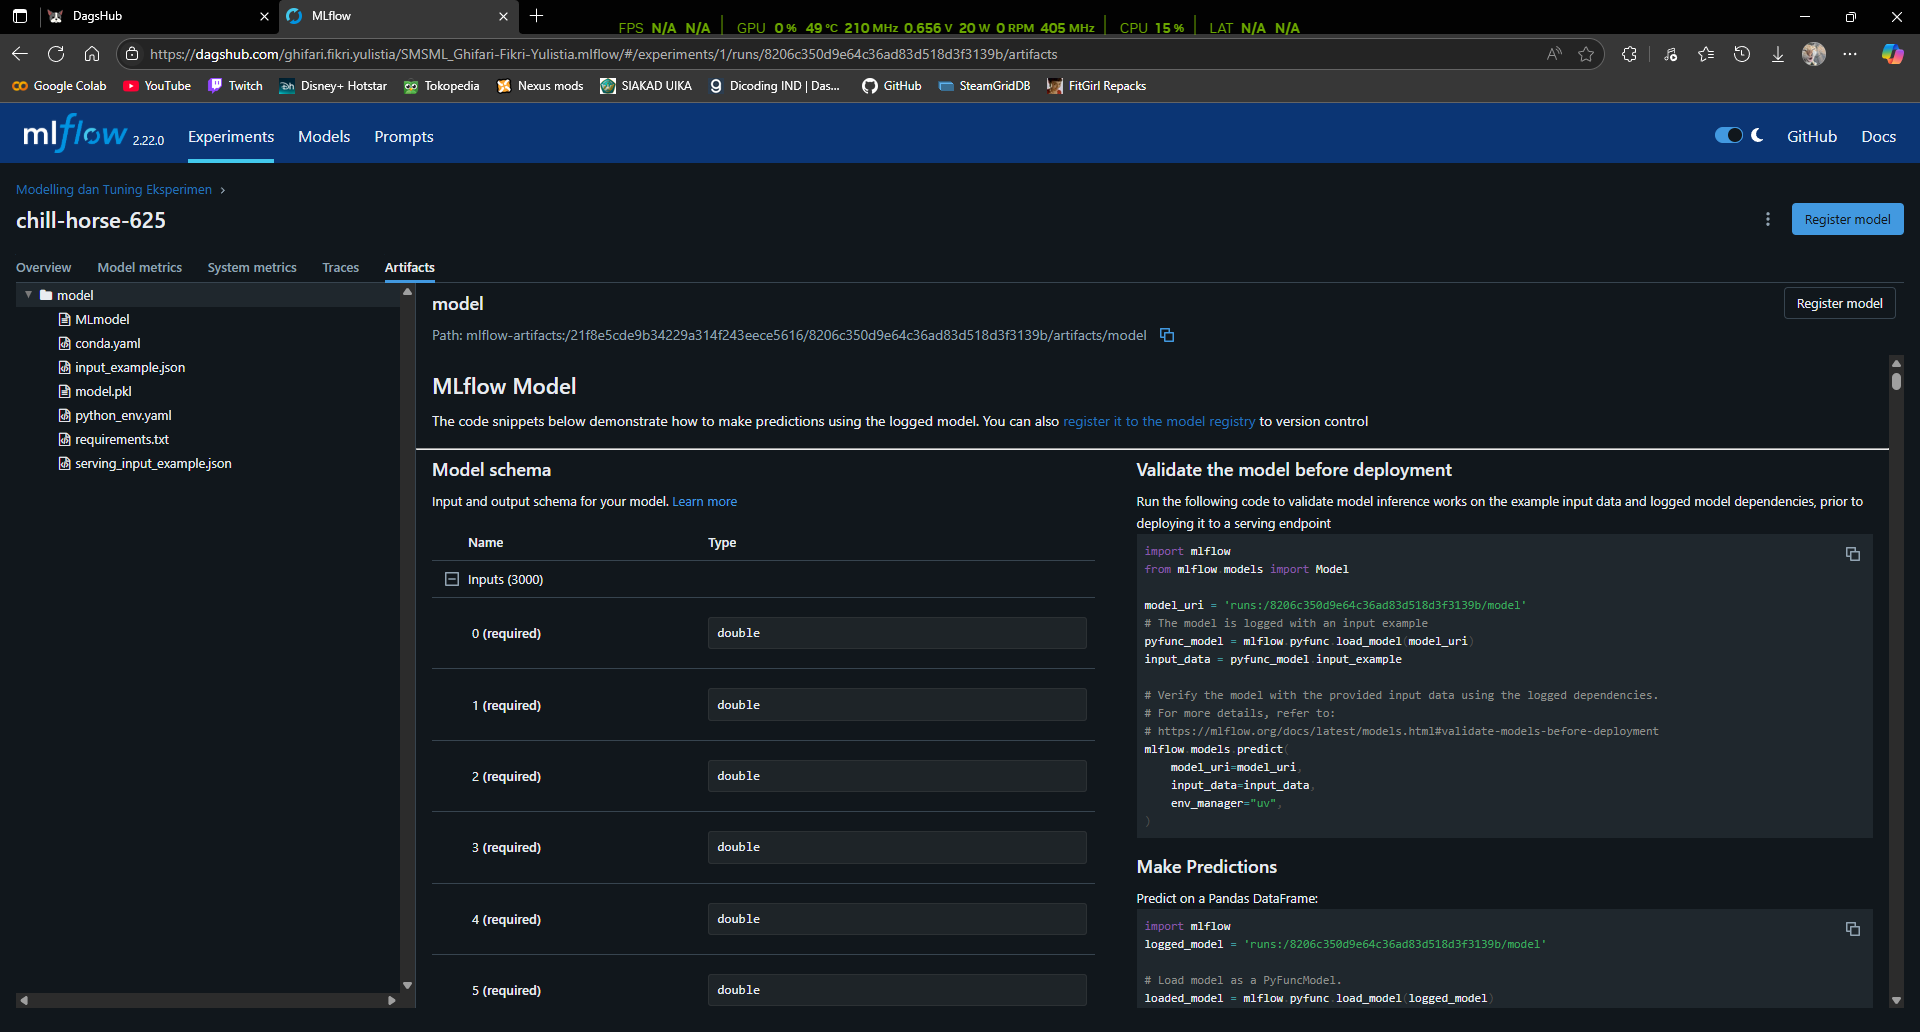 DagsHub
MLflow
FPS N/A N/A GPU 0 % 49 °C 210 MHz 0.656 V 20 W 0 RPM 405 MHz CPU 15 % LAT N/A N/A
https://dagshub.com/ghifari.fikri.yulistia/SMSML_Ghifari-Fikri-Yulistia.mlflow/#/experiments/1/runs/8206c350d9e64c36ad83d518d3f3139b/artifacts
Google Colab YouTube Twitch Disney+ Hotstar Tokopedia Nexus mods SIAKAD UIKA Dicoding IND | Das... GitHub SteamGridDB FitGirl Repacks
mlflow 2.22.0 Experiments Models Prompts GitHub Docs
Modelling dan Tuning Eksperimen
chill-horse-625
Register model
Overview Model metrics System metrics Traces Artifacts
model
MLmodel
conda.yaml
input_example.json
model.pkl
python_env.yaml
requirements.txt
serving_input_example.json
model
Register model
Path: mlflow-artifacts:/21f8e5cde9b34229a314f243eece5616/8206c350d9e64c36ad83d518d3f3139b/artifacts/model
MLflow Model
The code snippets below demonstrate how to make predictions using the logged model. You can also register it to the model registry to version control
Model schema
Input and output schema for your model. Learn more
Name Type
Inputs (3000)
0 (required) double
1 (required) double
2 (required) double
3 (required) double
4 (required) double
5 (required) double
Validate the model before deployment
Run the following code to validate model inference works on the example input data and logged model dependencies, prior to
deploying it to a serving endpoint
import mlflow
from mlflow.models import Model
model_uri = 'runs:/8206c350d9e64c36ad83d518d3f3139b/model'
# The model is logged with an input example
pyfunc_model = mlflow.pyfunc.load_model(model_uri)
input_data = pyfunc_model.input_example
# Verify the model with the provided input data using the logged dependencies.
# For more details, refer to:
# https://mlflow.org/docs/latest/models.html#validate-models-before-deployment
mlflow.models.predict(
model_uri=model_uri,
input_data=input_data,
env_manager="uv",
)
Make Predictions
Predict on a Pandas DataFrame:
import mlflow
logged_model = 'runs:/8206c350d9e64c36ad83d518d3f3139b/model'
# Load model as a PyFuncModel.
loaded_model = mlflow.pyfunc.load_model(logged_model)